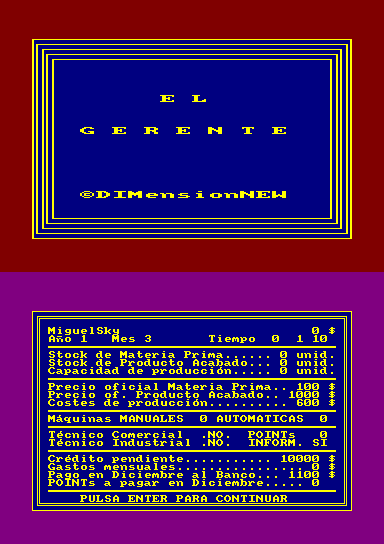 E L
G E R E N T E
©DIMensionNEW
MiguelSky 0 $
Año 1 Mes 3 Tiempo 0 1 10
Stock de Materia Prima...... 0 unid.
Stock de Producto Acabado... 0 unid.
Capacidad de producción..... 0 unid.
Precio oficial Materia Prima.. 100 $
Precio of. Producto Acabado.. 1000 $
Costes de producción.......... 600 $
Máquinas MANUALES 0 AUTOMATICAS 0
Técnico Comercial .NO. POINTs 0
Técnico Industrial .NO. INFORM. SI
Crédito pendiente........... 10000 $
Gastos mensuales................ 0 $
Pago en Diciembre al Banco... 1100 $
POINTs a pagar en Diciembre..... 0
PULSA ENTER PARA CONTINUAR